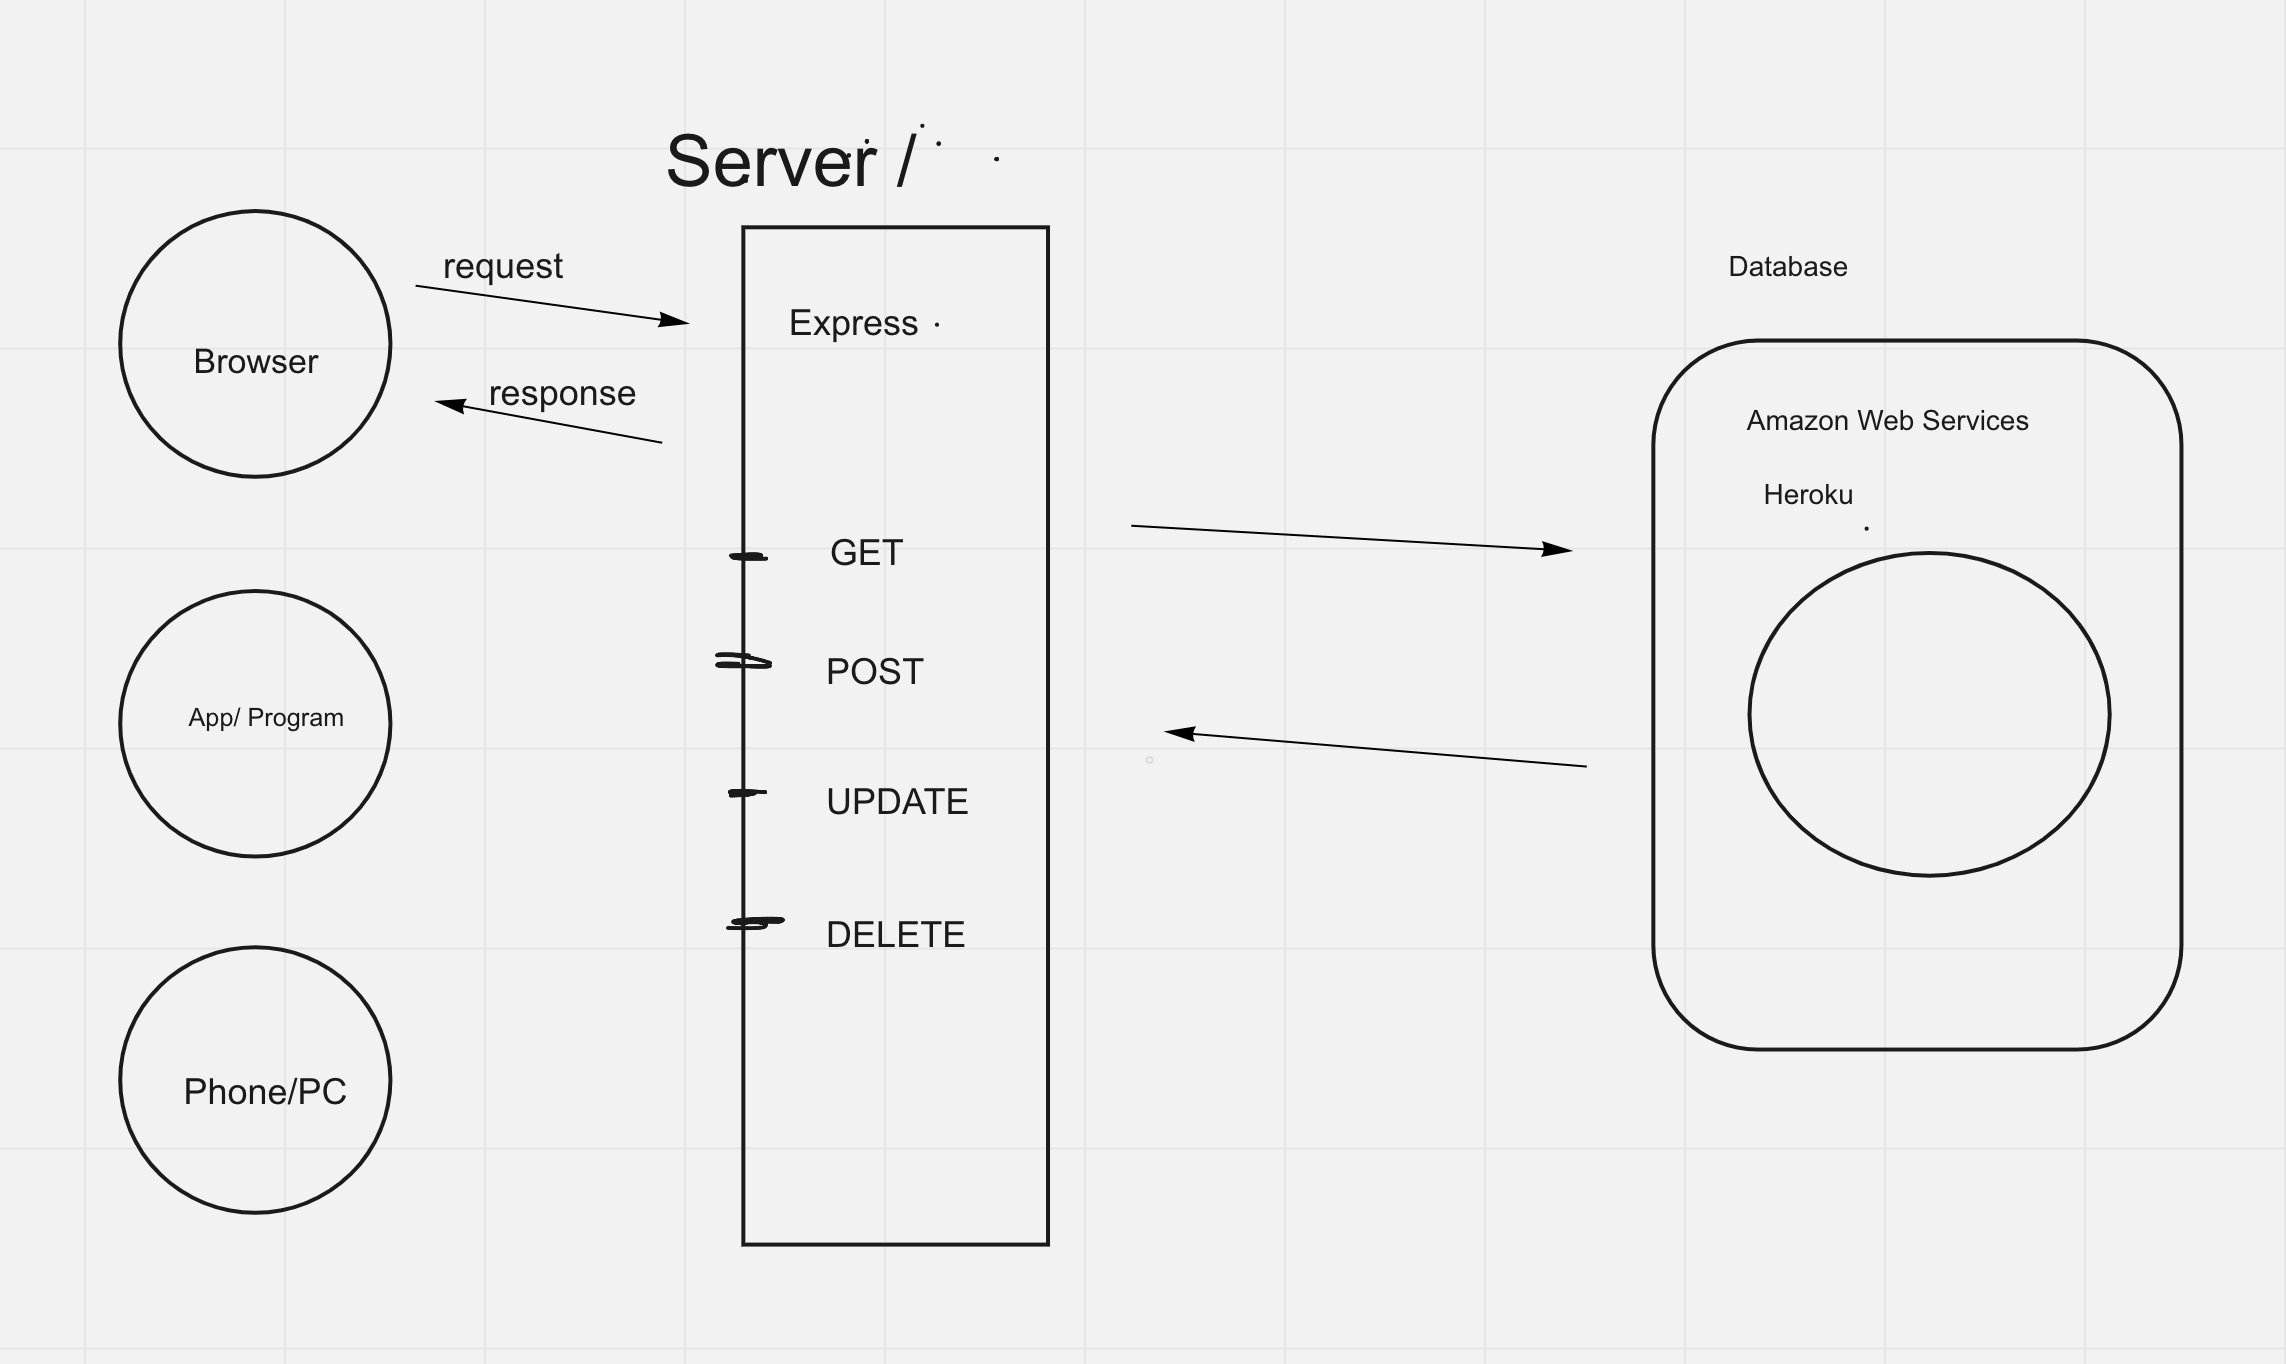 Server /
request
Browser
response
Express
App/ Program
Phone/PC
GET
POST
UPDATE
DELETE
Database
Amazon Web Services
Heroku